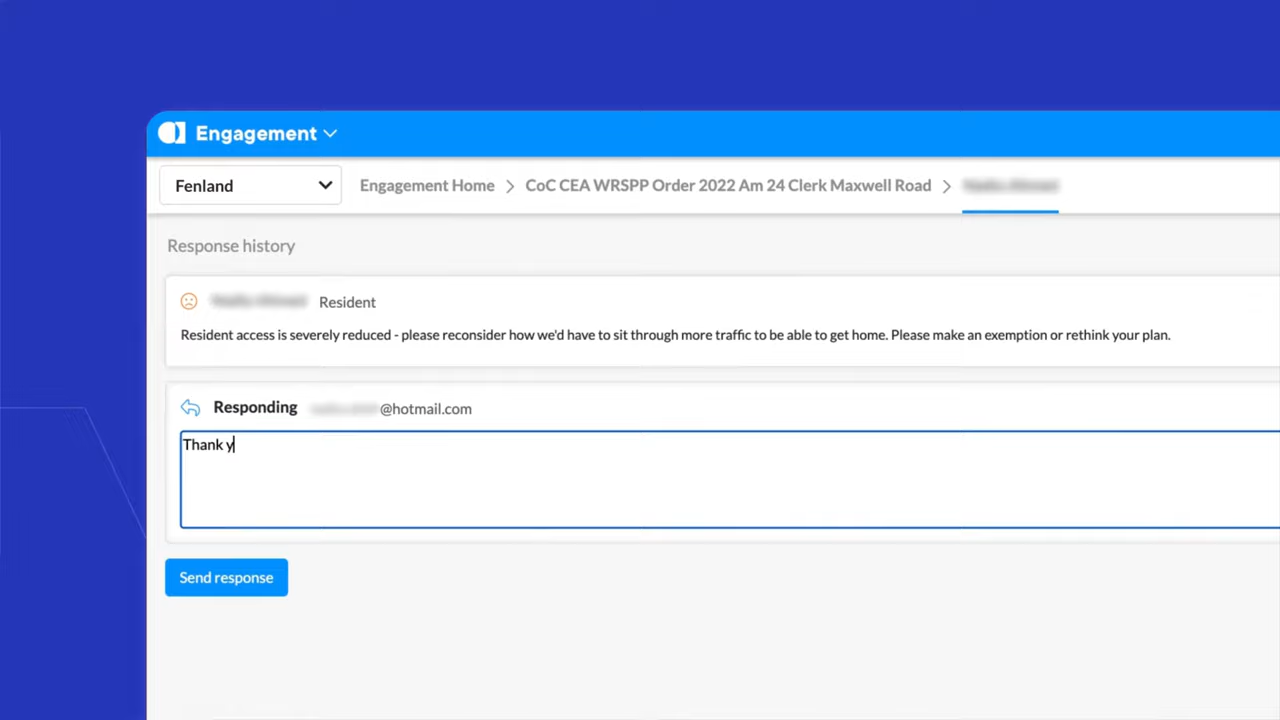 Engagement
Fenland
Engagement Home > CoC CEA WRSPP Order 2022 Am 24 Clerk Maxwell Road >
Response history
Resident
Resident access is severely reduced - please reconsider how we'd have to sit through more traffic to be able to get home. Please make an exemption or rethink your plan.
Responding @hotmail.com
Thank y
Send response